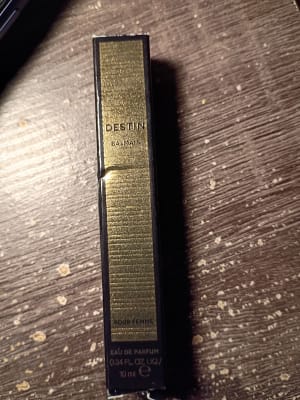 DESTIN
BALMAIN
POUR FEMME
EAU DE PARFUM
0.34 FL. OZ. LIQ./
10 ml e